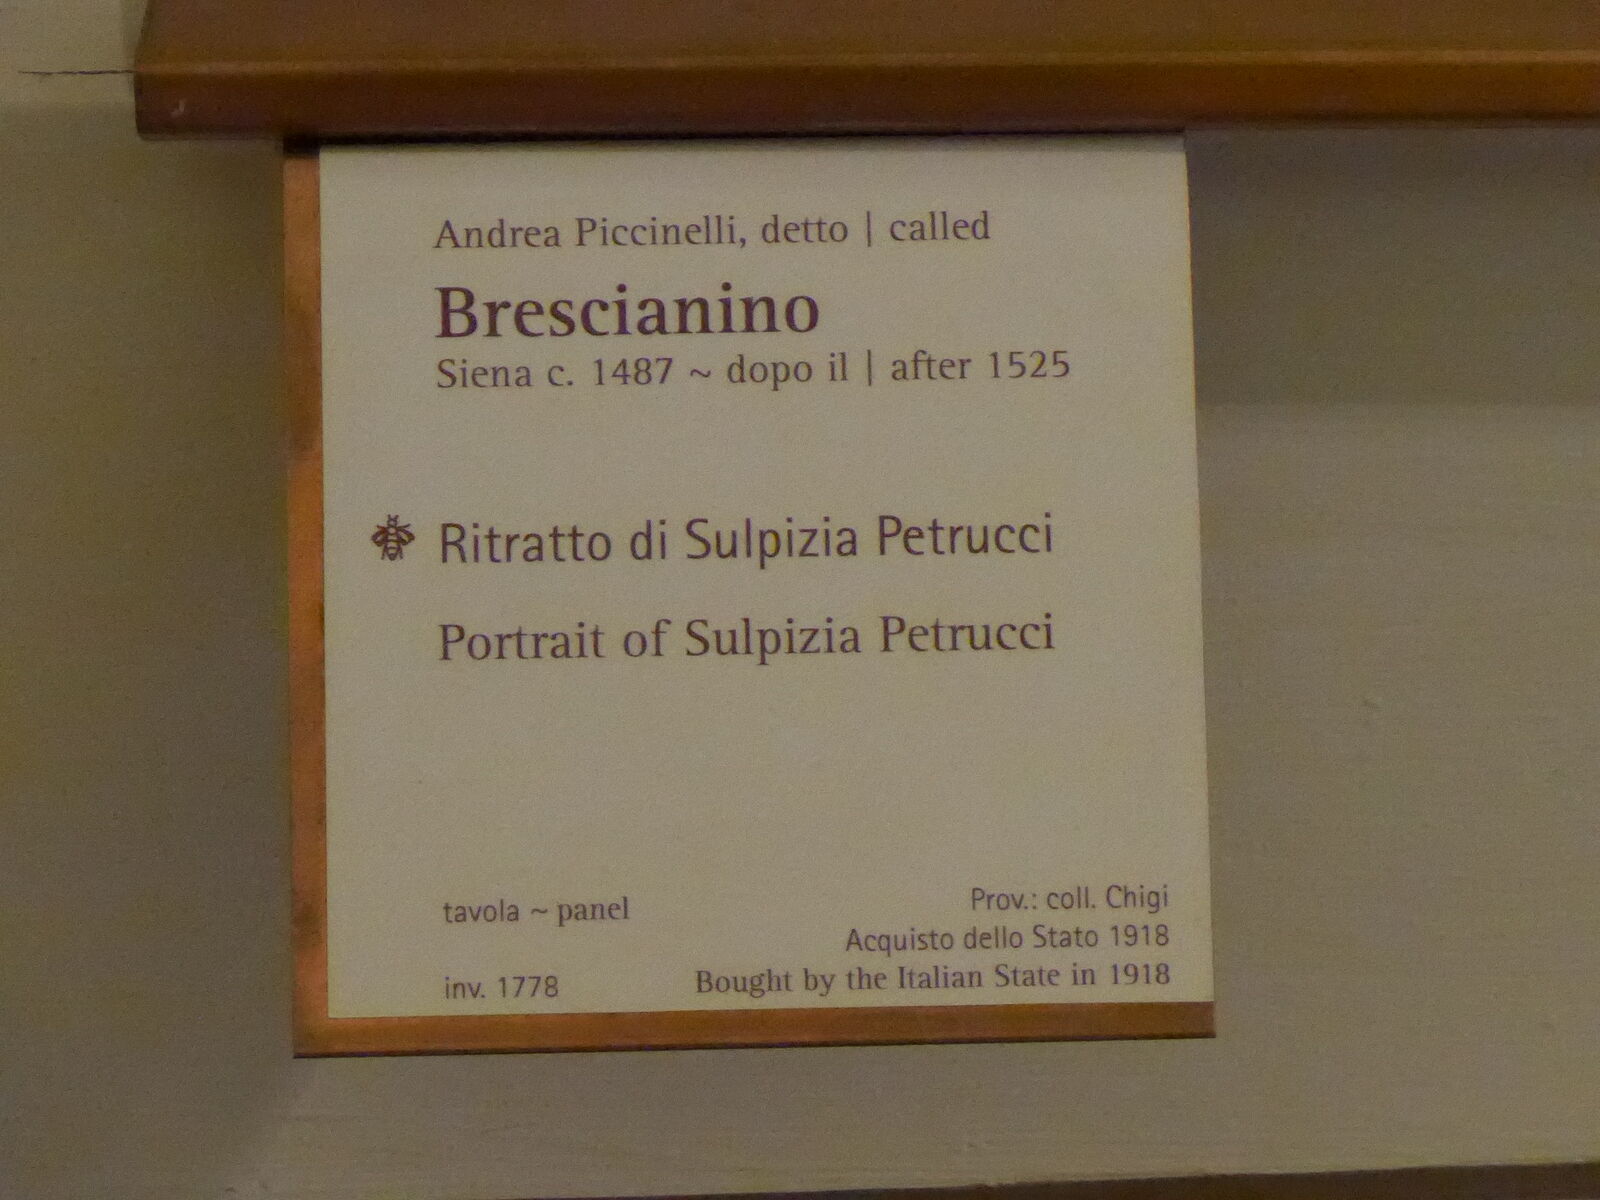 Andrea Piccinelli, detto | called
Brescianino
Siena c. 1487 ~ dopo il | after 1525
Ritratto di Sulpizia Petrucci
Portrait of Sulpizia Petrucci
tavola ~ panel
inv. 1778
Prov.: coll. Chigi
Acquisto dello Stato 1918
Bought by the Italian State in 1918